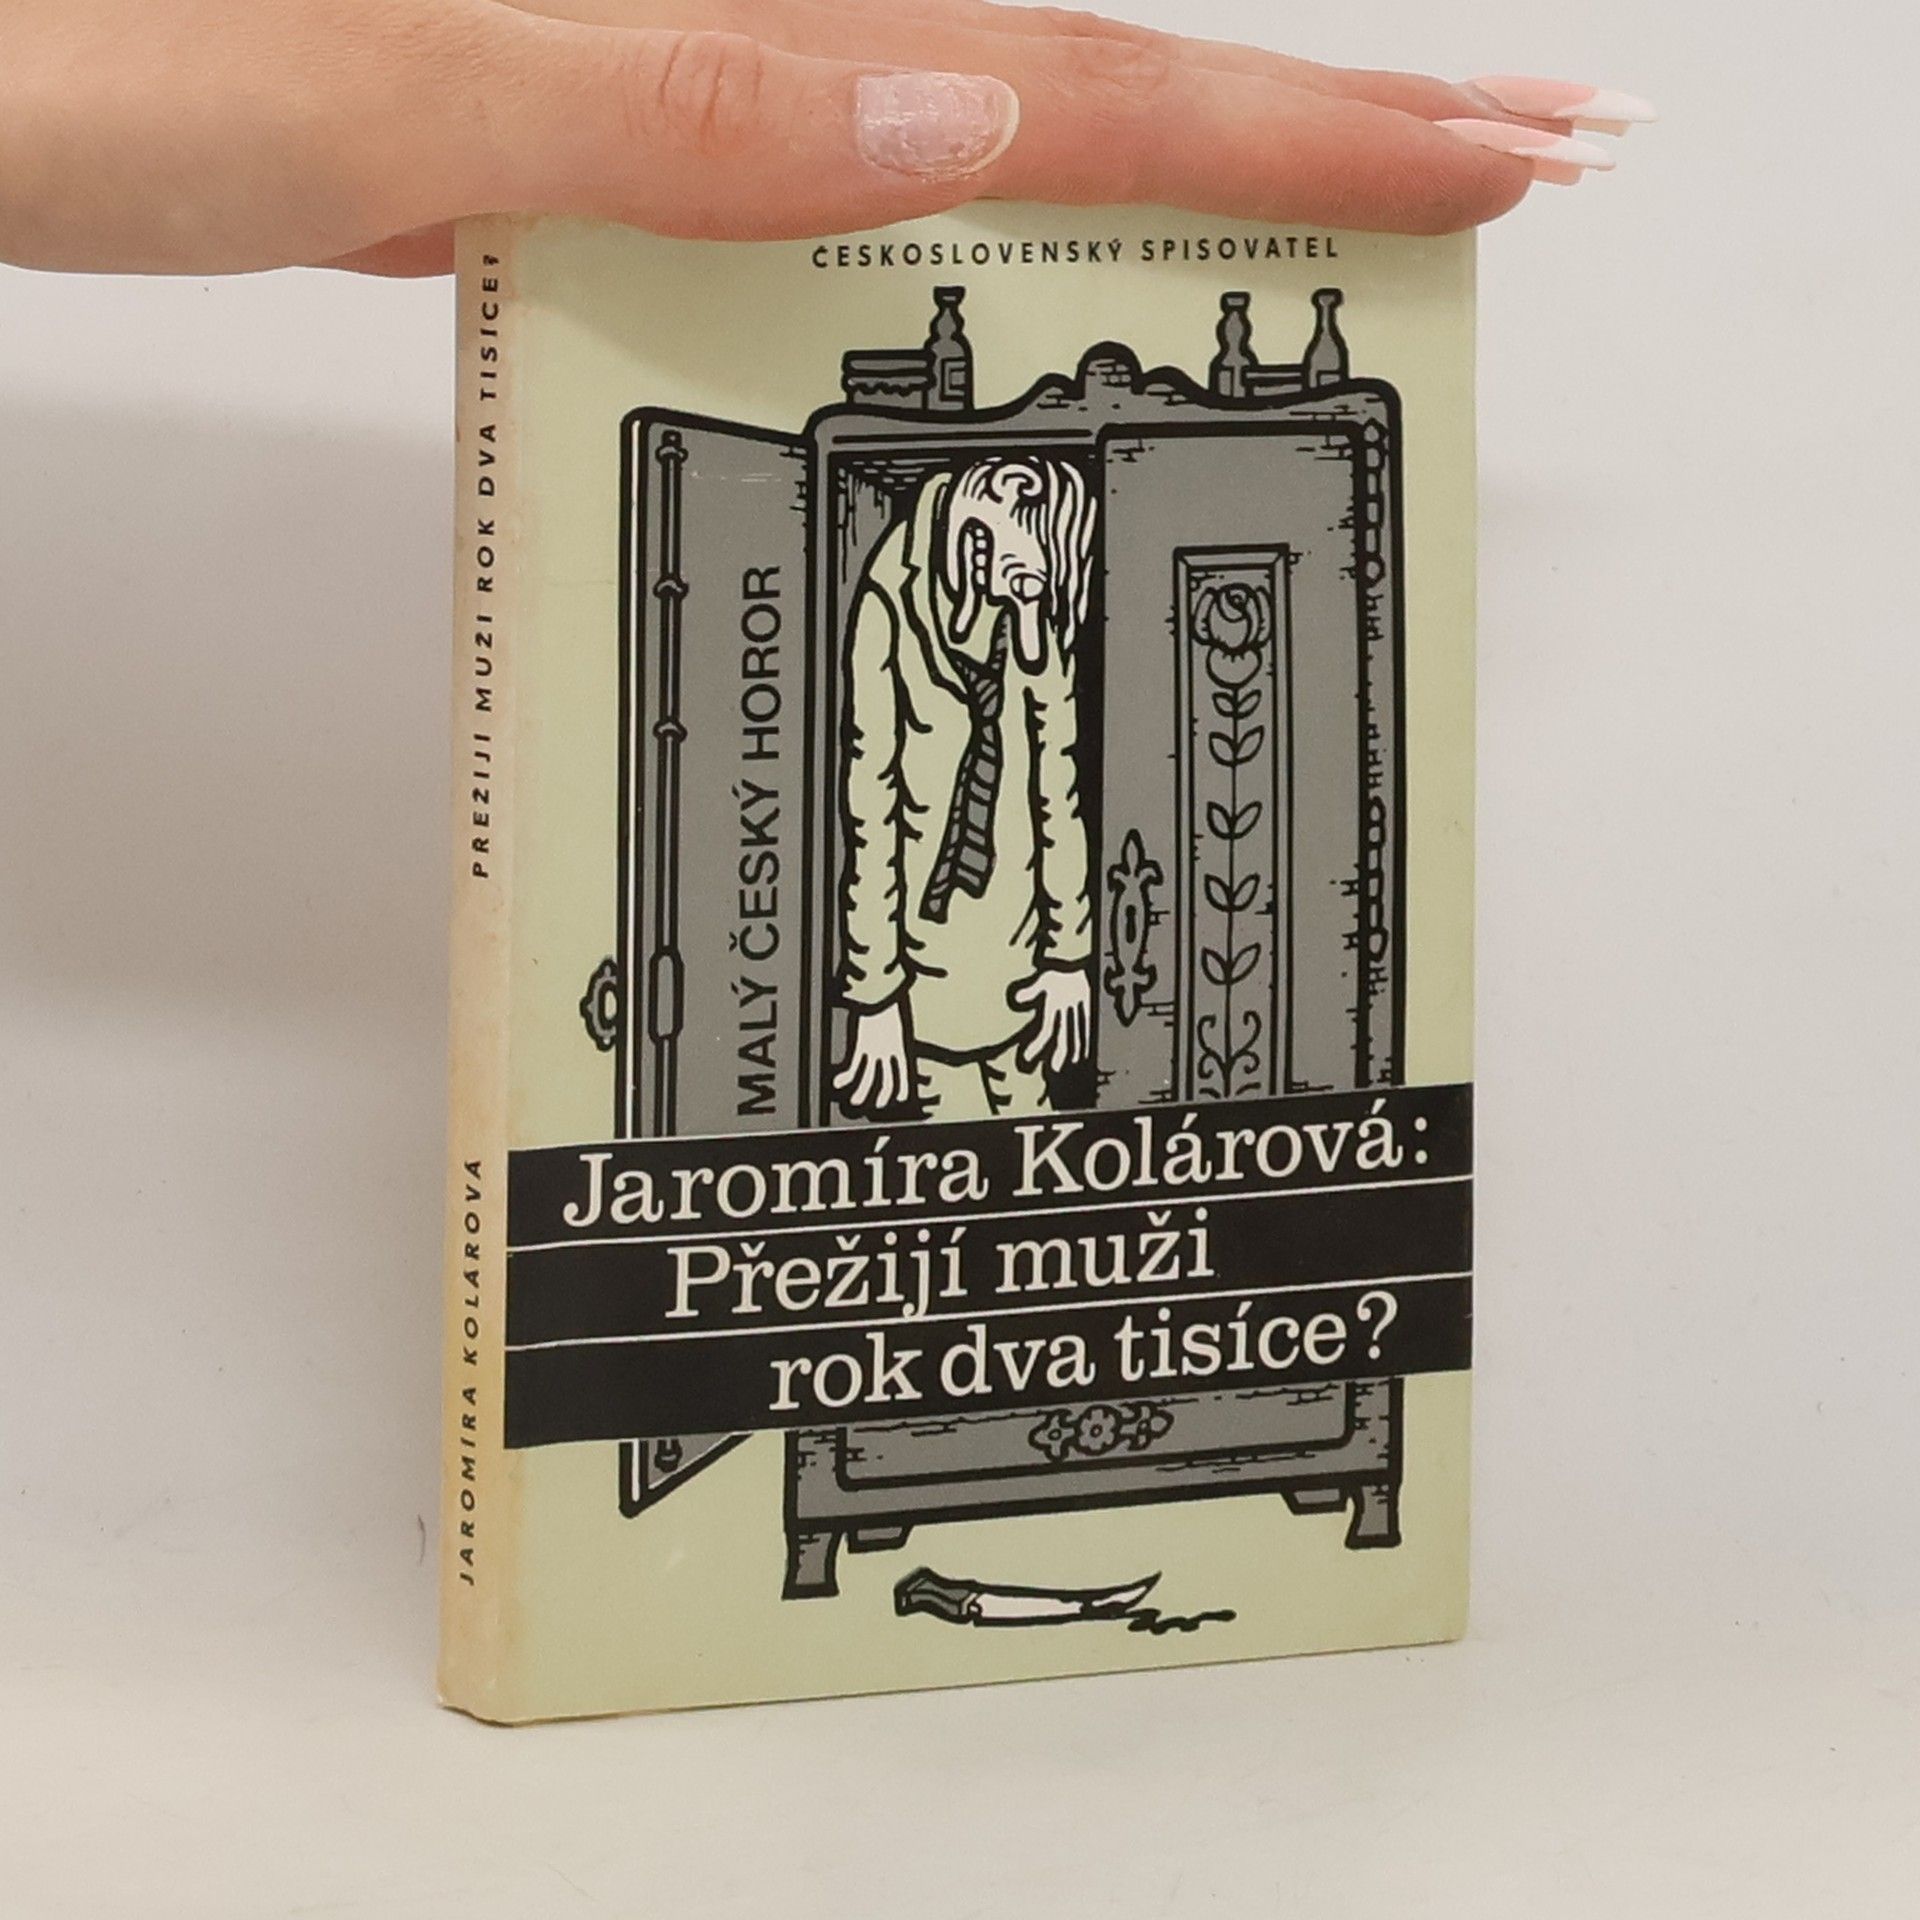 ČESKOSLOVENSKÝ SPISOVATEL
MALÝ ČESKÝ HOROR
Jaromíra Kolárová:
Přežijí muži
rok dva tisíce?
JAROMÍRA KOLÁROVÁ PŘEŽIJÍ MUŽI ROK DVA TISÍCE?